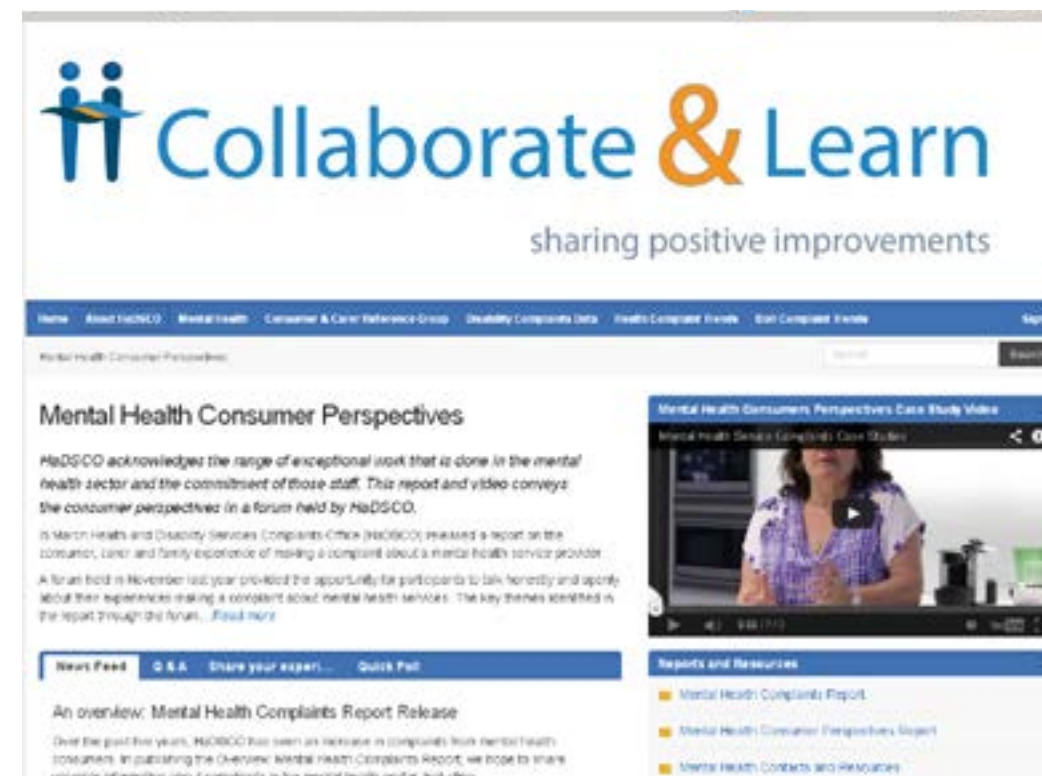 Collaborate & Learn
sharing positive improvements
Home About HaDSCO Mental Health Consumer & Carer Reference Group Disability Complaints Data Health Complaint Trends Complaint Trends
Mental Health Consumer Perspectives
Search
Mental Health Consumer Perspectives
HaDSCO acknowledges the range of exceptional work that is done in the mental
health sector and the commitment of those staff. This report and video conveys
the consumer perspectives in a forum held by HaDSCO.
In March Health and Disability Services Complaints Office (HaDSCO) released a report on the
consumer, carer and family experience of making a complaint about a mental health service provider
A forum held in November last year provided the opportunity for participants to talk honestly and openly
about their experiences making a complaint about mental health services. The key themes identified in
the report through the forum... Read more
Mental Health Consumers Perspectives Case Study Video
Mental Health Service Complaints Case Studies
News Feed Q & A Share your experi... Quick Poll
An overview: Mental Health Complaints Report Release
Over the past five years, HaDSCO has seen an increase in complaints from mental health
consumers. In publishing the Overview: Mental Health Complaints Report, we hope to share
Reports and Resources
Mental Health Complaints Report
Mental Health Consumer Perspectives Report
Mental Health Contacts and Resources